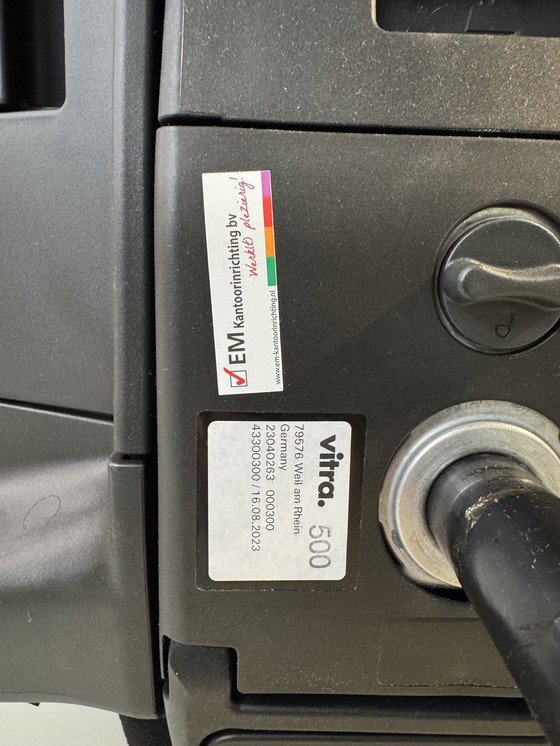 EM Kantoorinrichting bv
Werkt(t) plezierig!
www.em-kantoorinrichting.nl
vitra. 500
79576 Weil am Rhein
Germany
23040263 000300
43300300 / 16.08.2023